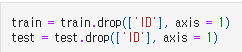 train = train.drop(['ID'], axis = 1)
test = test.drop(['ID'], axis = 1)